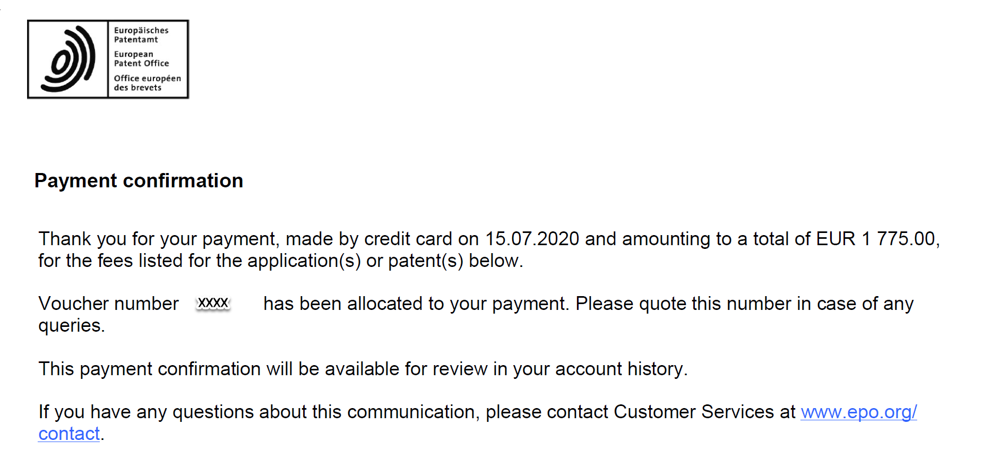 Europäisches
Patentamt
European
Patent Office
Office européen
des brevets
Payment confirmation
Thank you for your payment, made by credit card on 15.07.2020 and amounting to a total of EUR 1 775.00,
for the fees listed for the application(s) or patent(s) below.
Voucher number xxxx has been allocated to your payment. Please quote this number in case of any
queries.
This payment confirmation will be available for review in your account history.
If you have any questions about this communication, please contact Customer Services at www.epo.org/
contact.